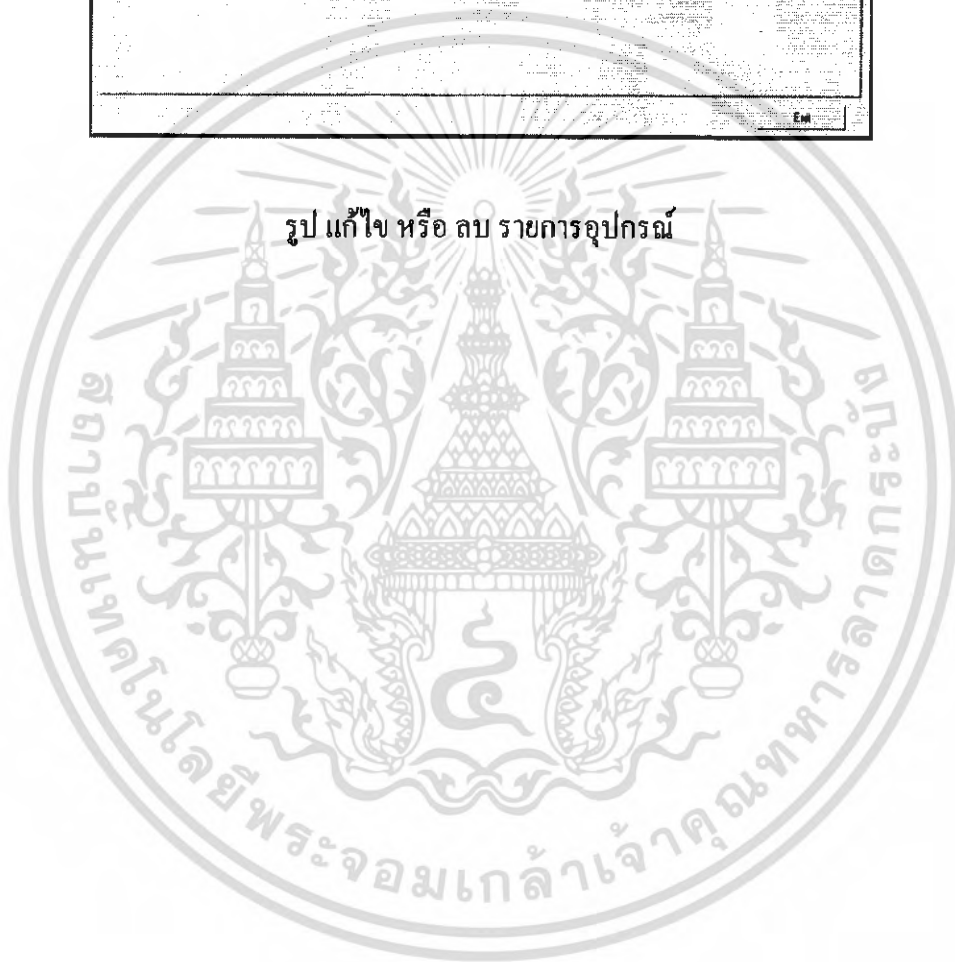 Exit
รูป แก้ไข หรือ ลบ รายการอุปกรณ์
สถาบันเทคโนโลยีพระจอมเกล้าเจ้าคุณทหารลาดกระบัง